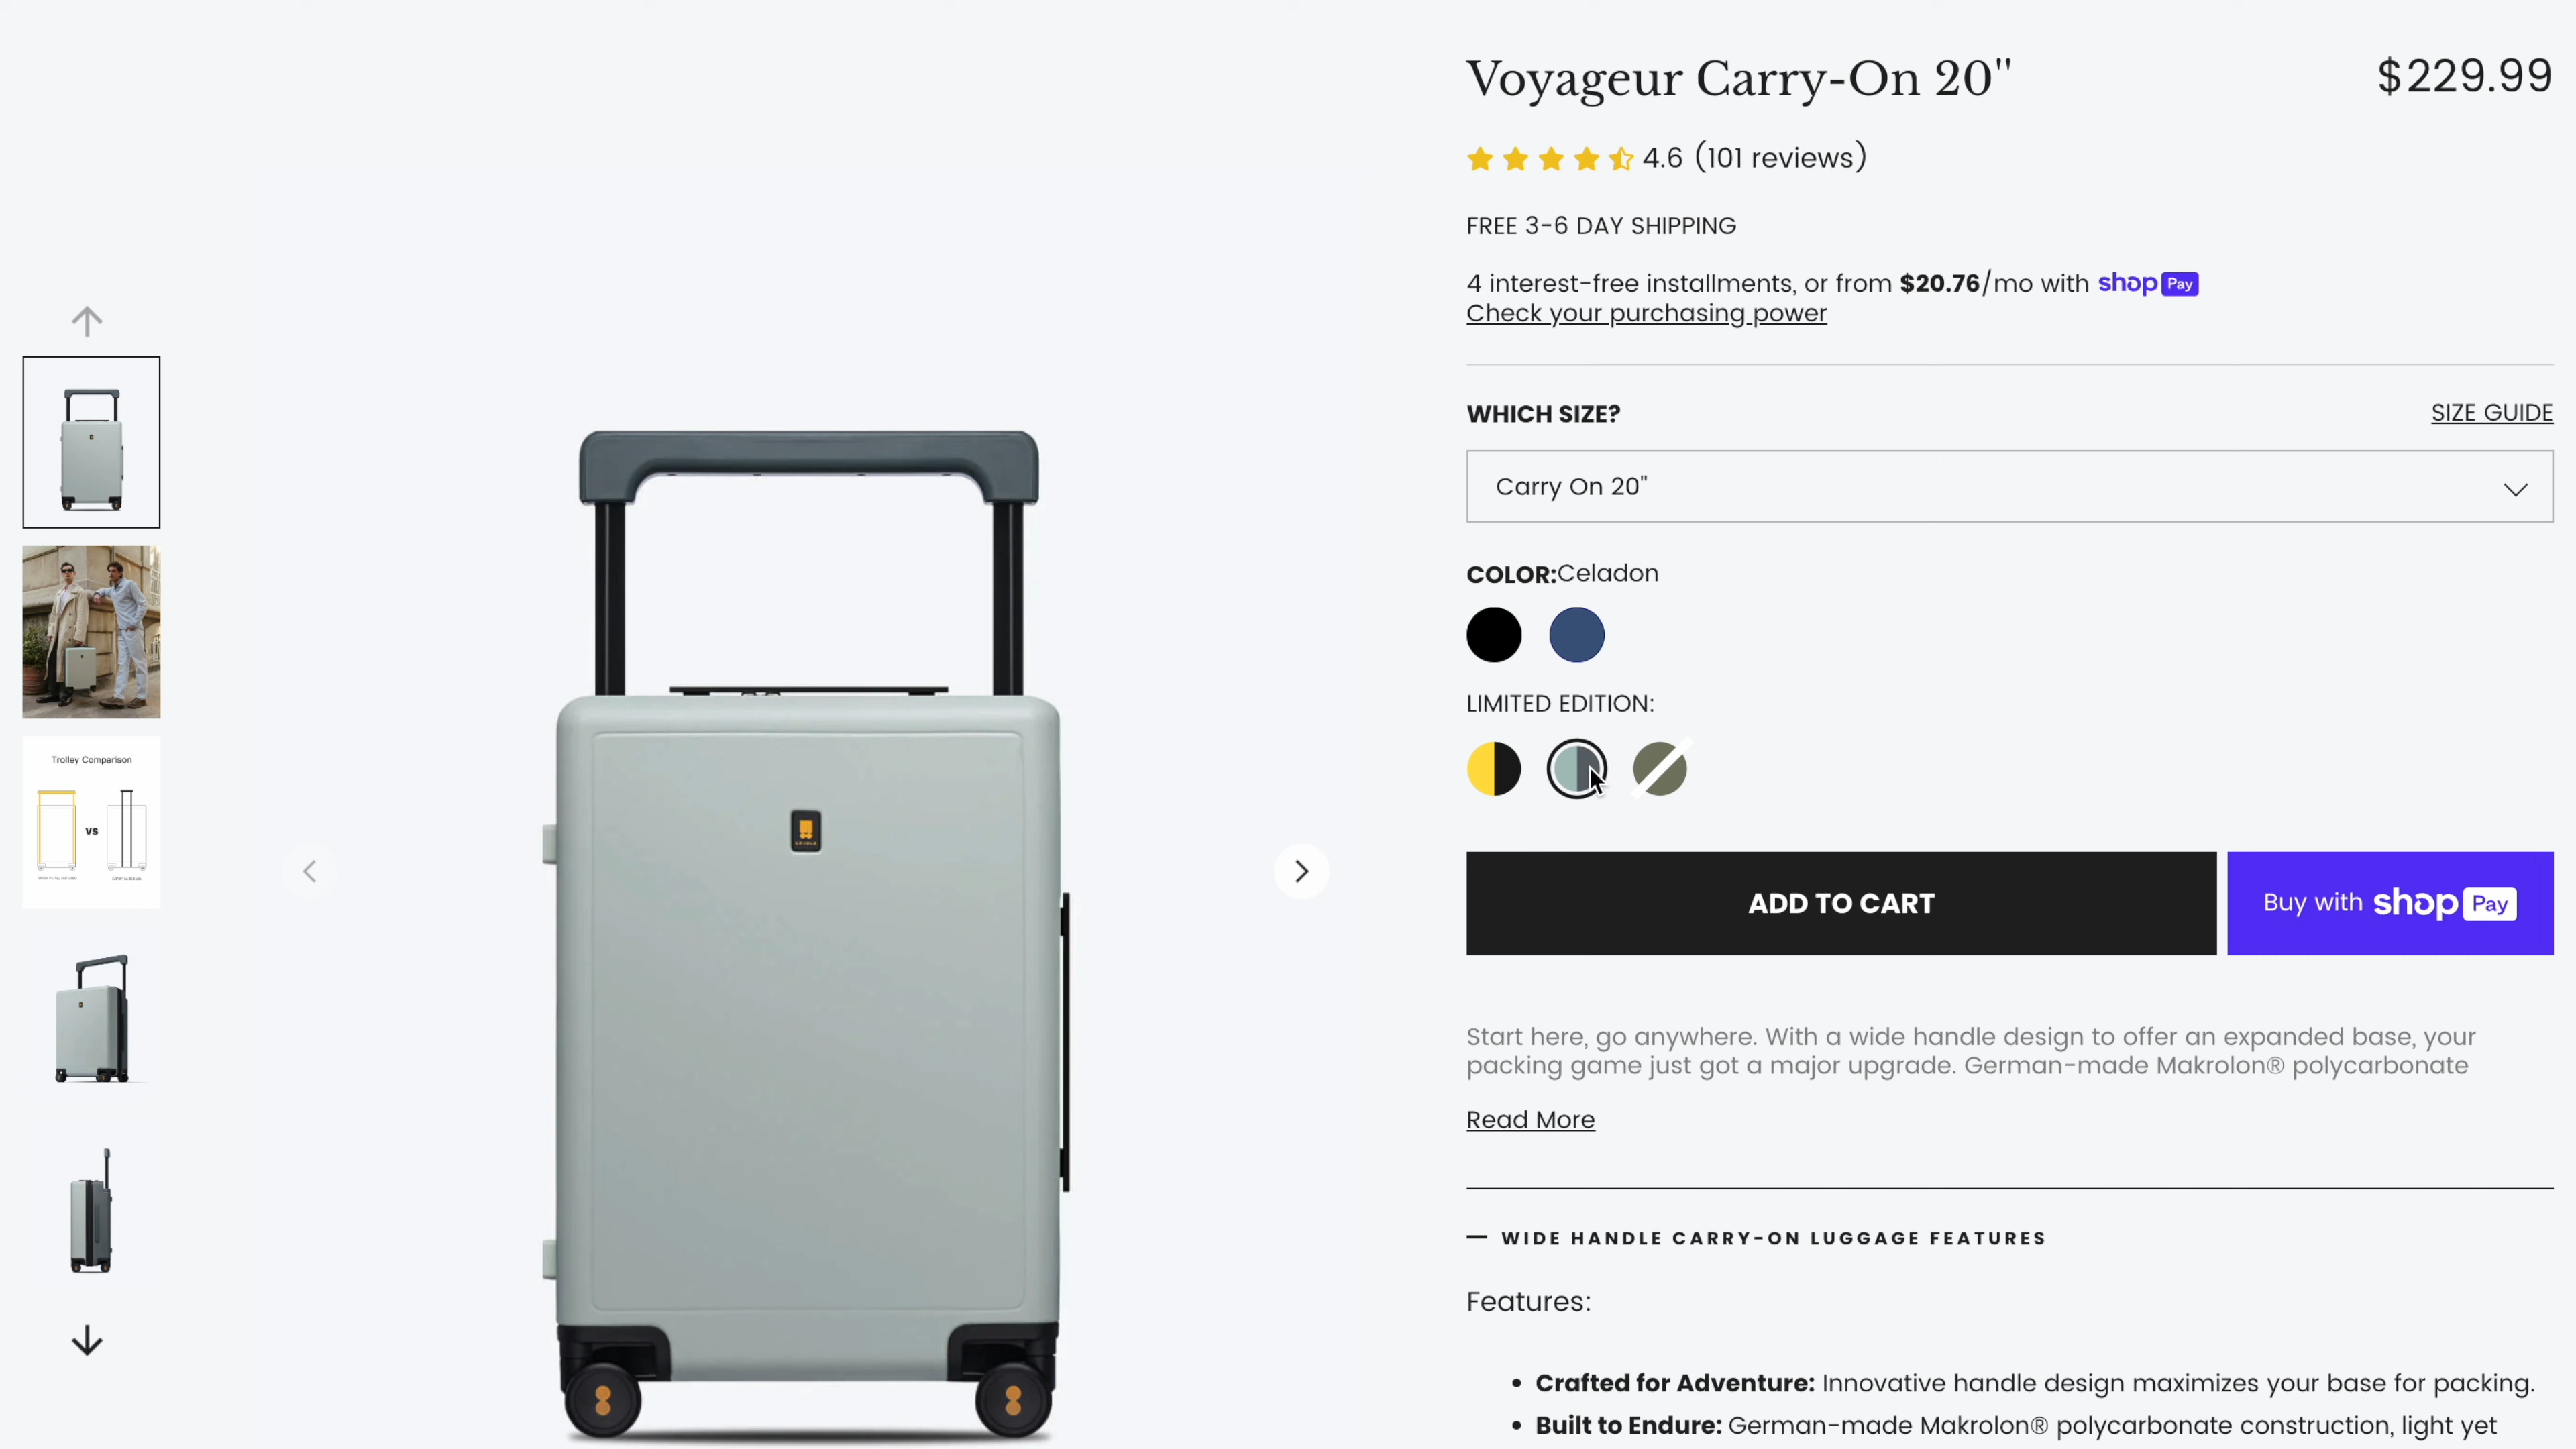 Voyageur Carry-On 20"
$229.99
4.6 (101 reviews)
FREE 3-6 DAY SHIPPING
4 interest-free installments, or from $20.76/mo with shop Pay
Check your purchasing power
WHICH SIZE?
SIZE GUIDE
Carry On 20"
COLOR:Celadon
LIMITED EDITION:
ADD TO CART
Buy with shop Pay
Start here, go anywhere. With a wide handle design to offer an expanded base, your
packing game just got a major upgrade. German-made Makrolon® polycarbonate
Read More
WIDE HANDLE CARRY-ON LUGGAGE FEATURES
Features:
• Crafted for Adventure: Innovative handle design maximizes your base for packing.
• Built to Endure: German-made Makrolon® polycarbonate construction, light yet
Trolley Comparison
vs